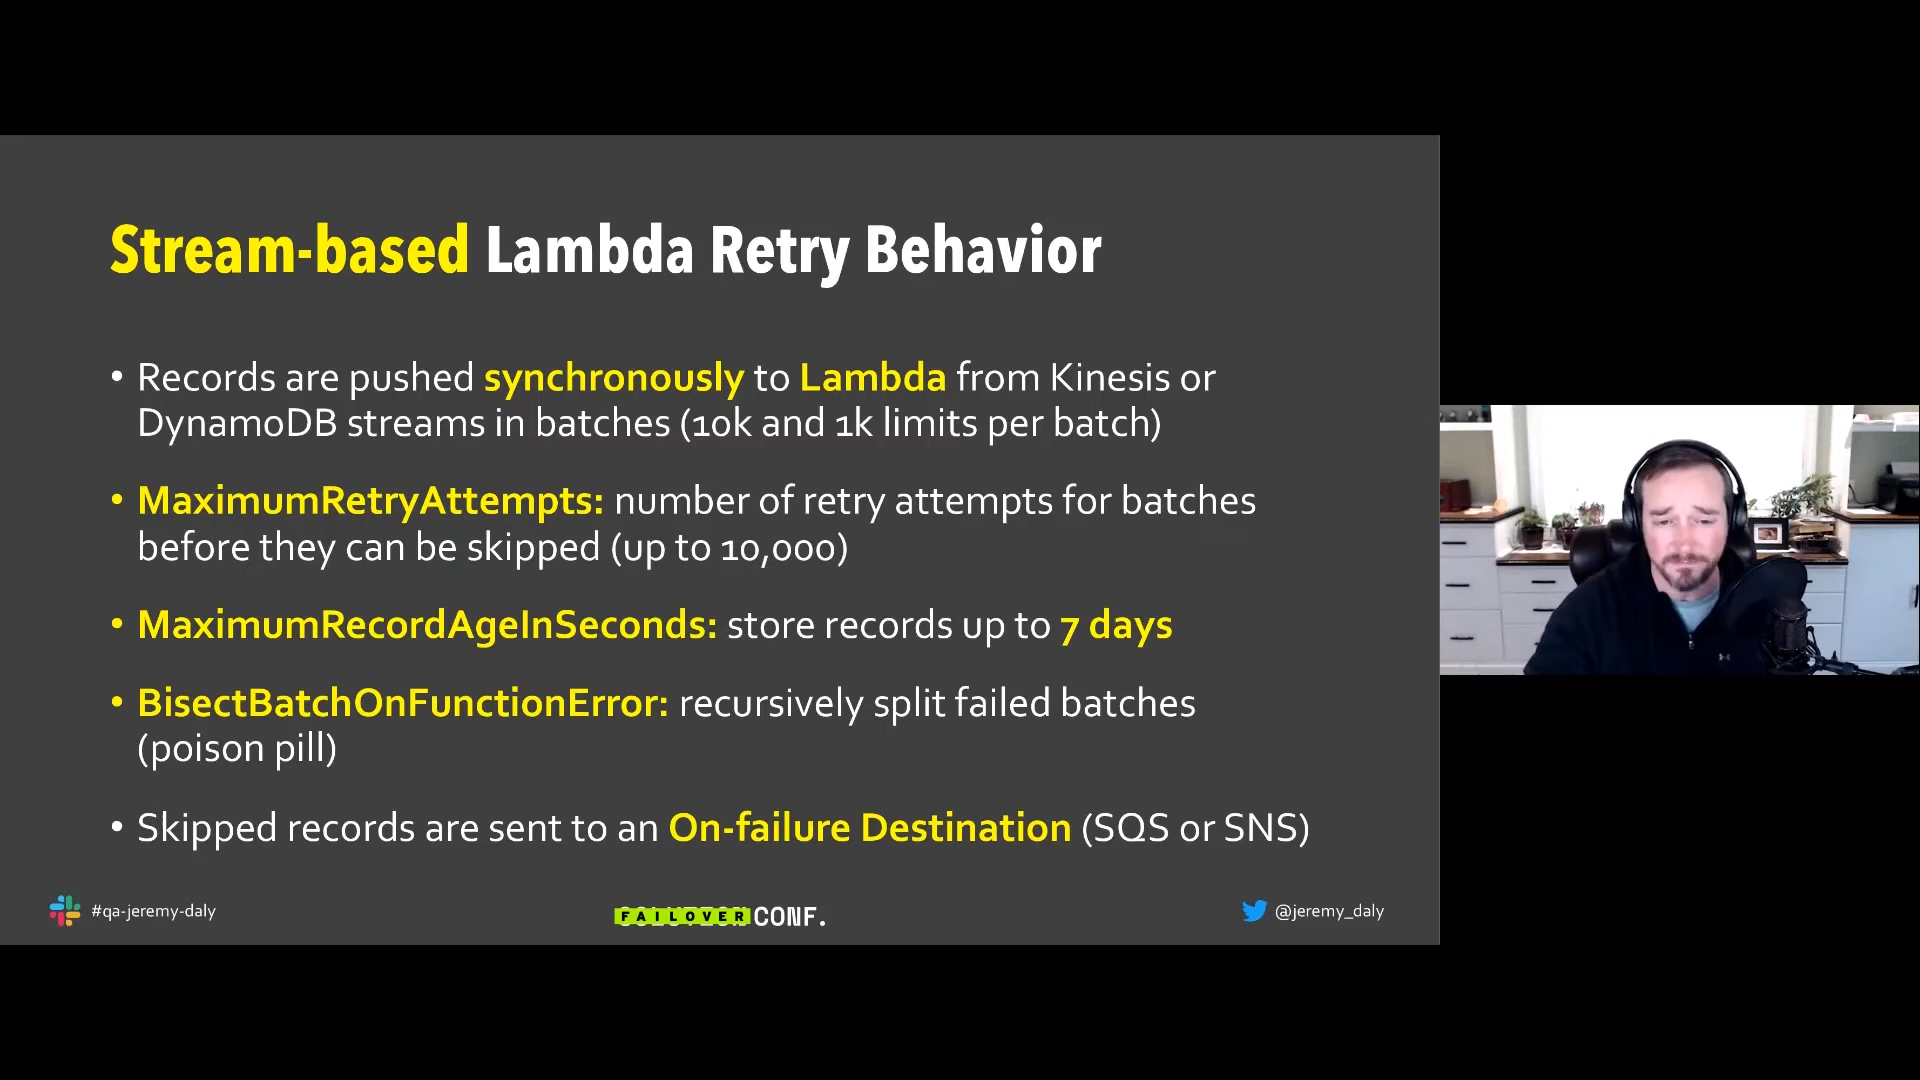 Stream-based Lambda Retry Behavior
• Records are pushed synchronously to Lambda from Kinesis or
DynamoDB streams in batches (10k and 1k limits per batch)
• MaximumRetryAttempts: number of retry attempts for batches
before they can be skipped (up to 10,000)
• MaximumRecordAgeInSeconds: store records up to 7 days
• BisectBatchOnFunctionError: recursively split failed batches
(poison pill)
• Skipped records are sent to an On-failure Destination (SQS or SNS)
#qa-jeremy-daly
FAILOVER CONF.
@jeremy_daly